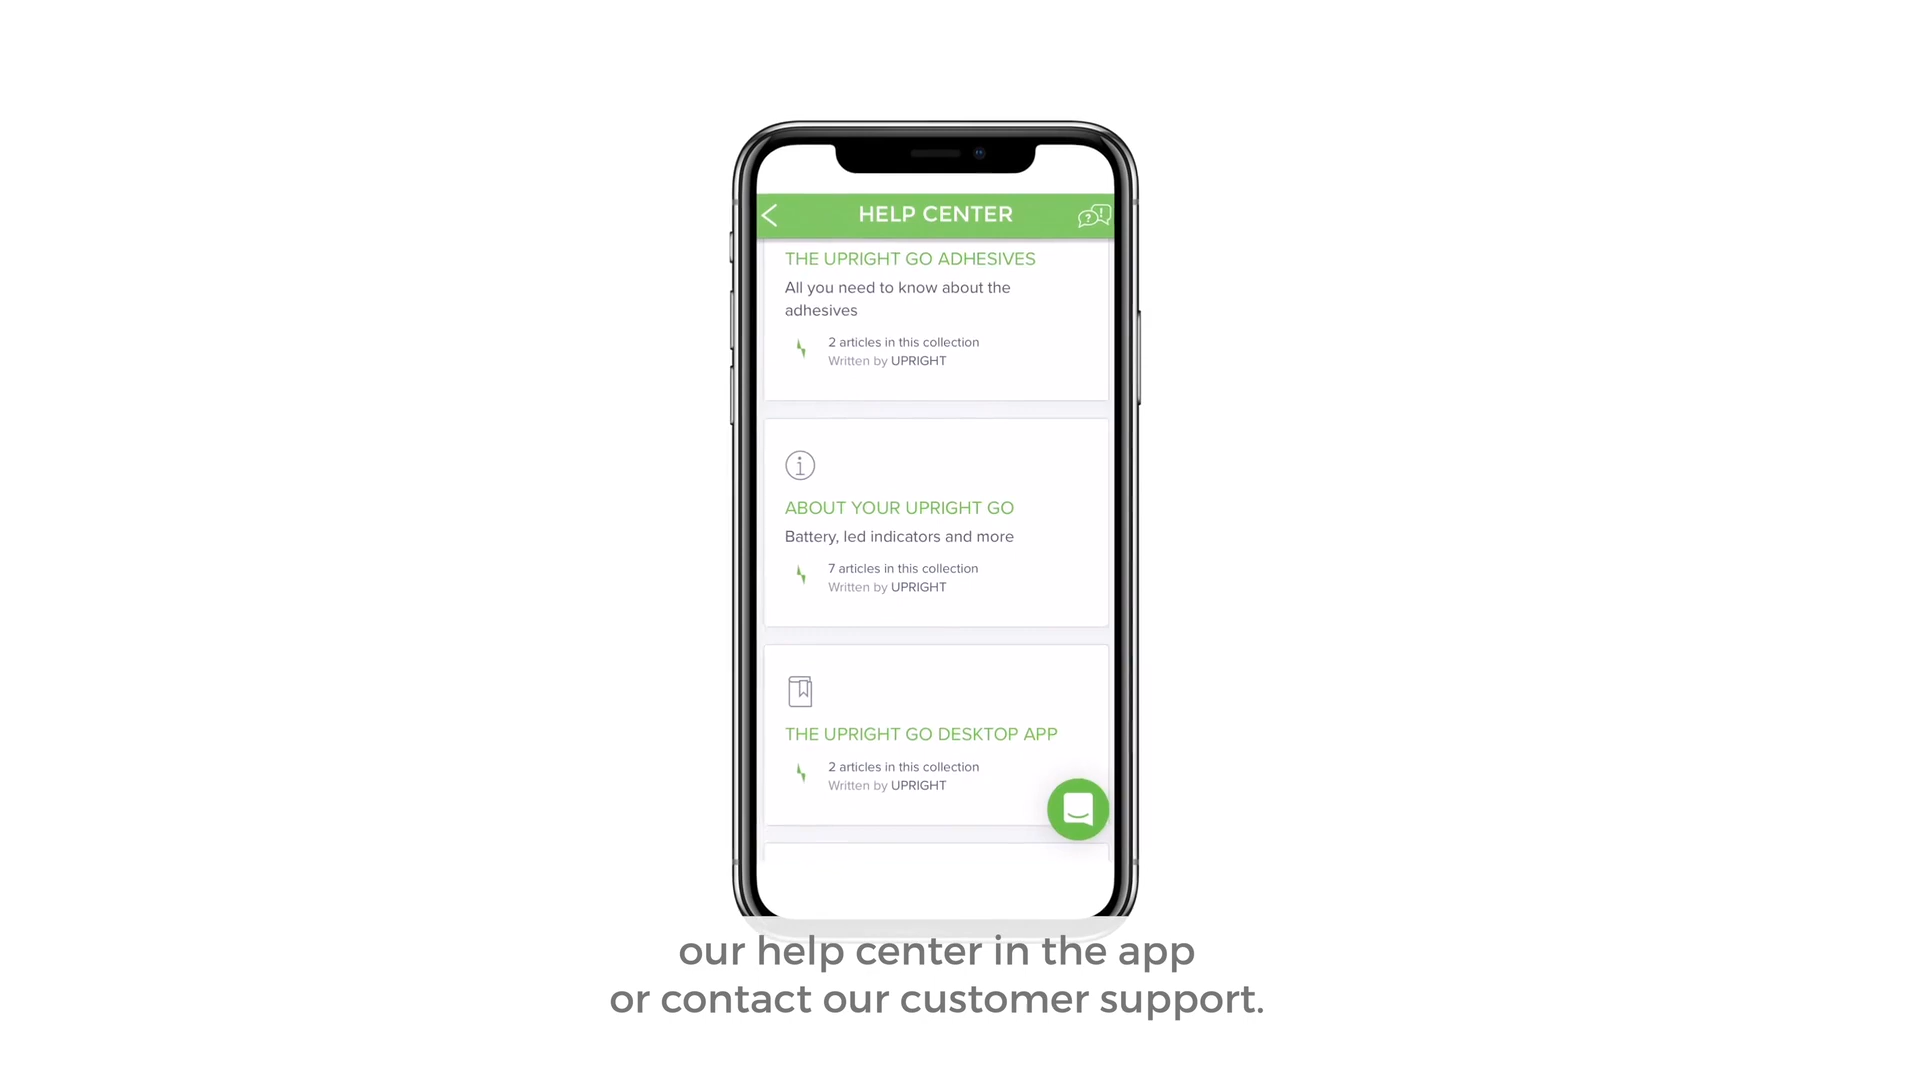 HELP CENTER
THE UPRIGHT GO ADHESIVES
All you need to know about the
adhesives
2 articles in this collection
Written by UPRIGHT
ABOUT YOUR UPRIGHT GO
Battery, led indicators and more
7 articles in this collection
Written by UPRIGHT
THE UPRIGHT GO DESKTOP APP
2 articles in this collection
Written by UPRIGHT
our help center in the app
or contact our customer support.